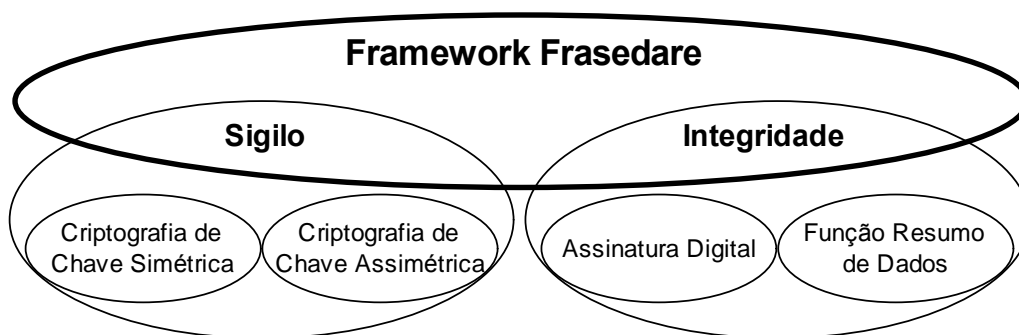 Framework Frasedare
Sigilo
Integridade
Criptografia de
Chave Simétrica
Criptografia de
Chave Assimétrica
Assinatura Digital
Função Resumo
de Dados